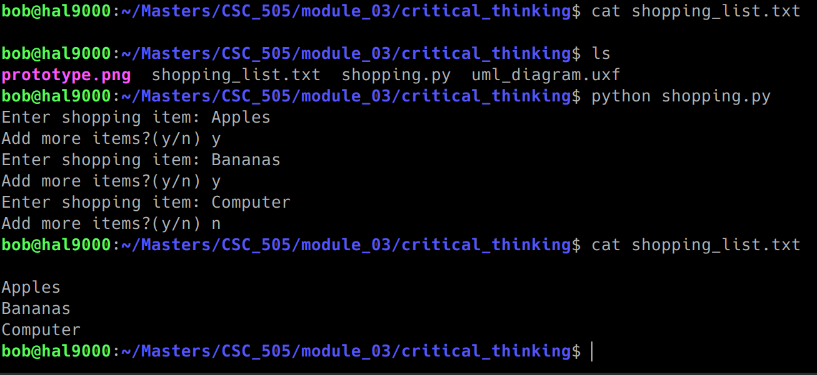 bob@hal9000:~/Masters/CSC_505/module_03/critical_thinking$ cat shopping_list.txt
bob@hal9000:~/Masters/CSC_505/module_03/critical_thinking$ ls
prototype.png  shopping_list.txt  shopping.py  uml_diagram.uxf
bob@hal9000:~/Masters/CSC_505/module_03/critical_thinking$ python shopping.py
Enter shopping item: Apples
Add more items?(y/n) y
Enter shopping item: Bananas
Add more items?(y/n) y
Enter shopping item: Computer
Add more items?(y/n) n
bob@hal9000:~/Masters/CSC_505/module_03/critical_thinking$ cat shopping_list.txt
Apples
Bananas
Computer
bob@hal9000:~/Masters/CSC_505/module_03/critical_thinking$